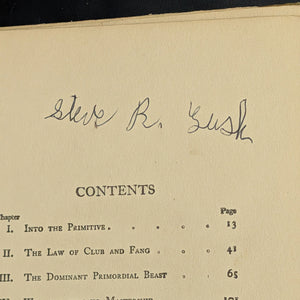 Steve R. Gush
CONTENTS
Chapter Page
I. INTO THE PRIMITIVE . . . . 13
II. THE LAW OF CLUB AND FANG . . . 41
III. THE DOMINANT PRIMORDIAL BEAST . . 65